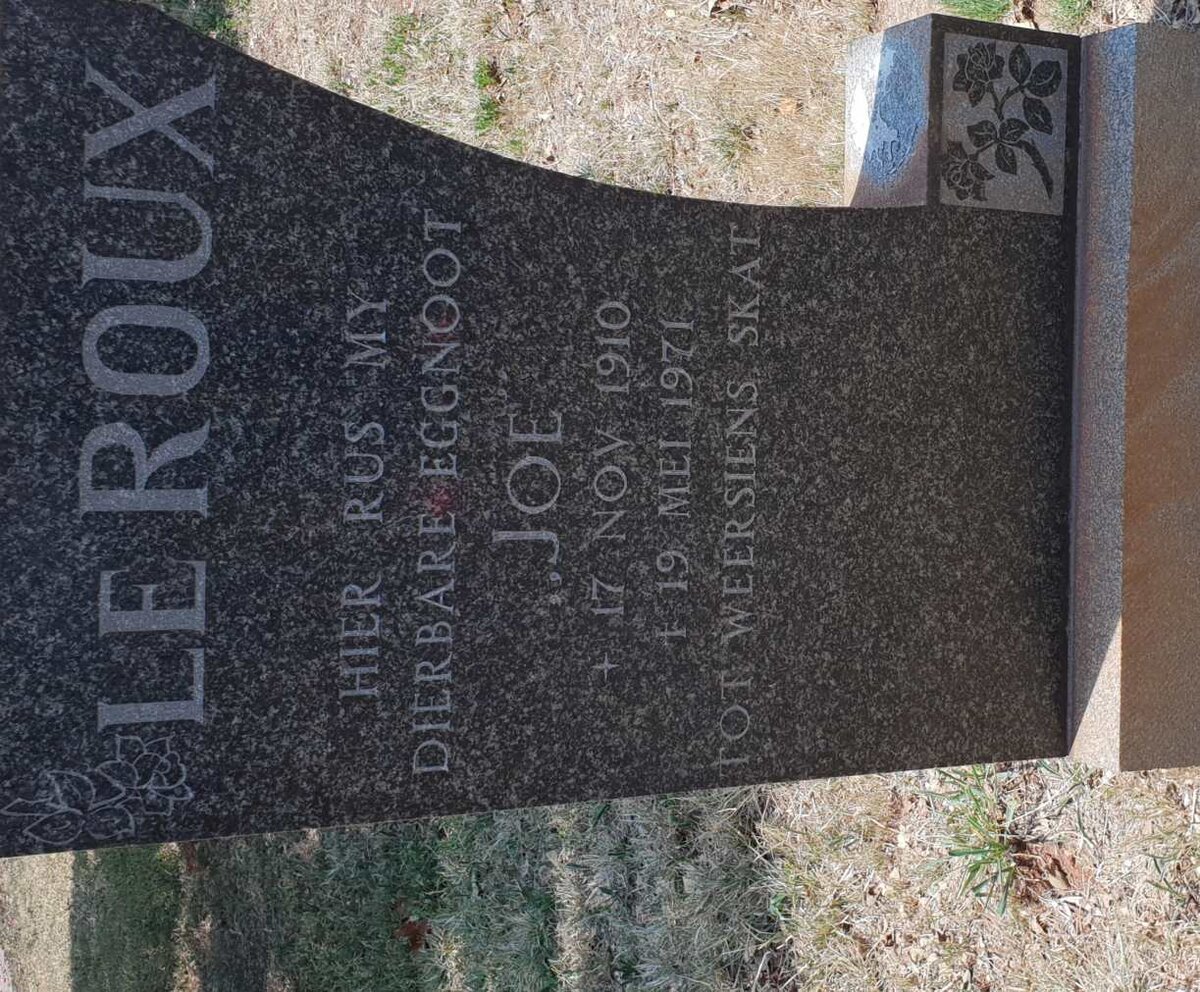 LE ROUX
HIER RUS MY
DIERBARE EGGNOOT
„JOE
+ 17 NOV 1910
† 19 MEI 1971
TOT WEERSIENS SKAT